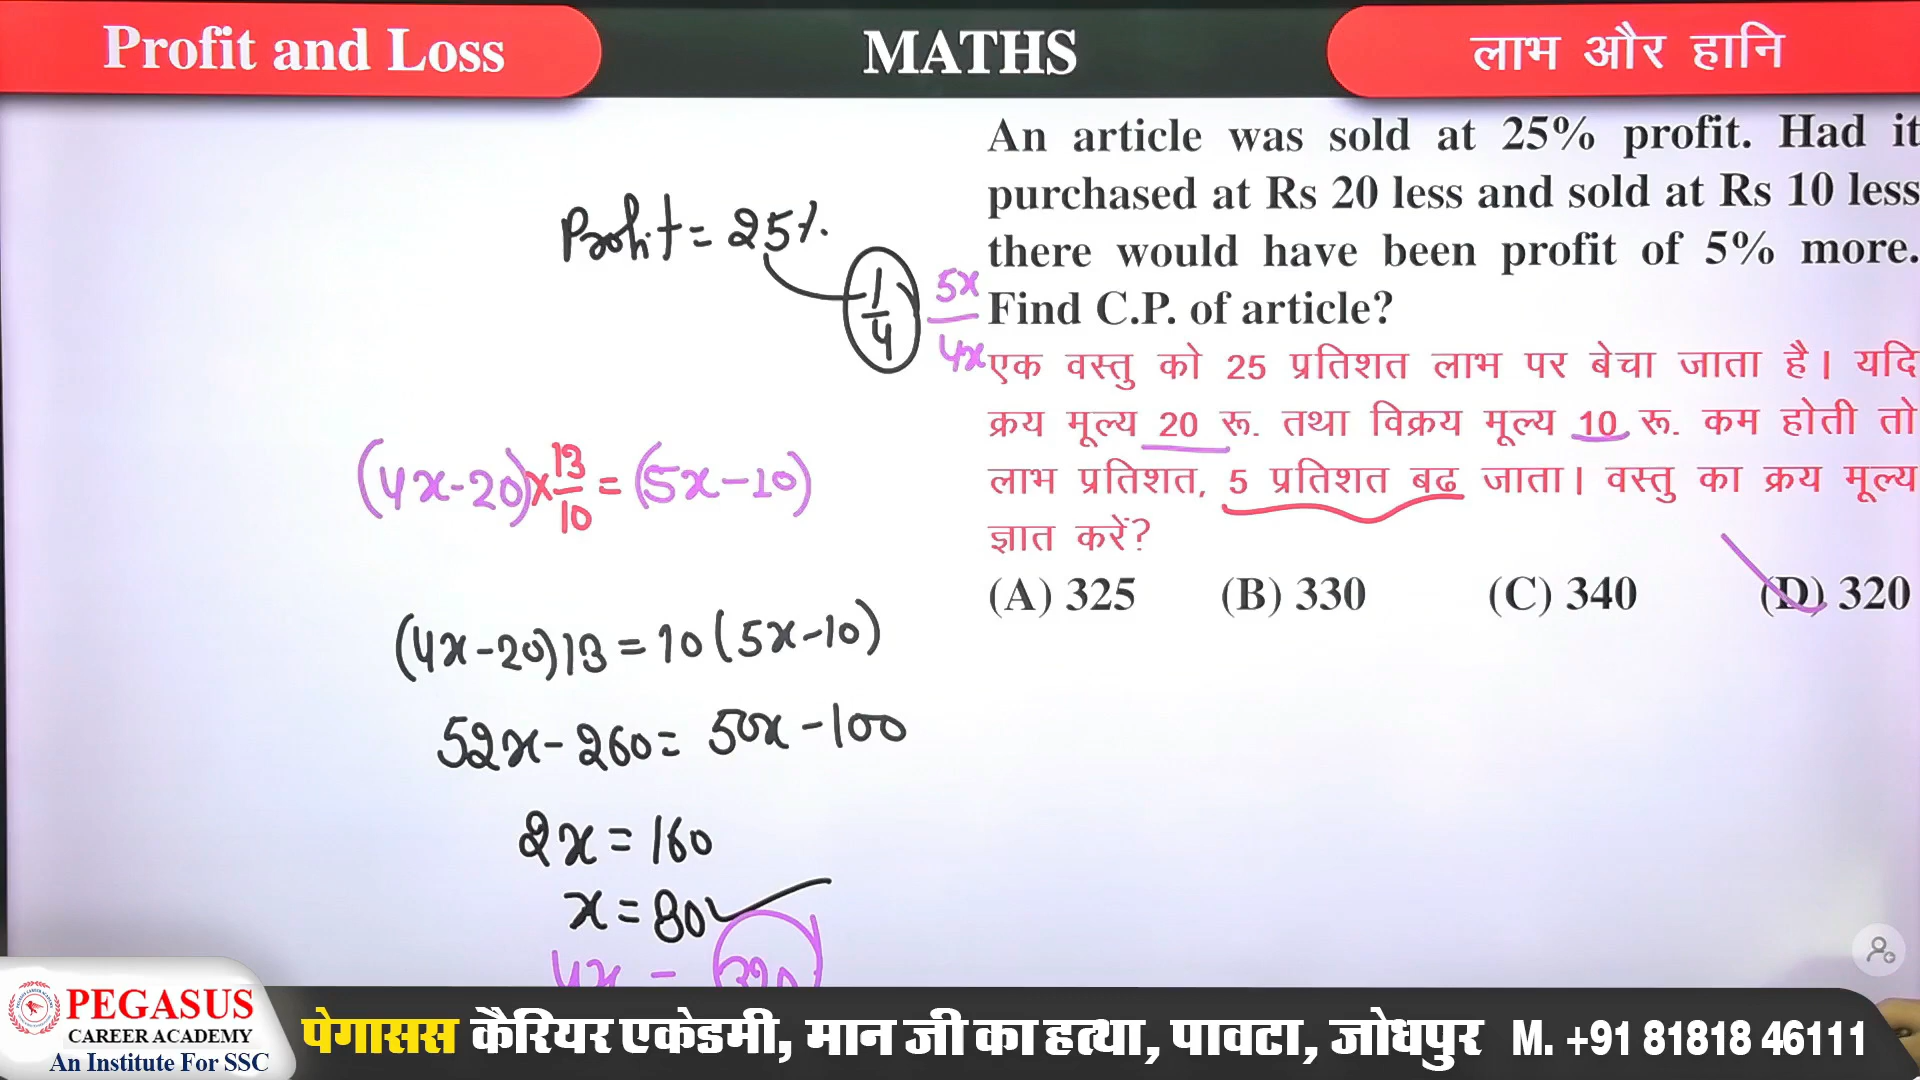 Profit and Loss
MATHS
लाभ और हानि
An article was sold at 25% profit. Had it
purchased at Rs 20 less and sold at Rs 10 less
there would have been profit of 5% more.
Find C.P. of article?
एक वस्तु को 25 प्रतिशत लाभ पर बेचा जाता है। यदि
क्रय मूल्य 20 रू. तथा विक्रय मूल्य 10 रू. कम होती तो
लाभ प्रतिशत, 5 प्रतिशत बढ जाता। वस्तु का क्रय मूल्य
ज्ञात करें?
(A) 325 (B) 330 (C) 340 (D) 320
Profit = 25%
1/4
5x/4x
(4x-20)×13/10=(5x-10)
(4x-20)13=10(5x-10)
52x-260=50x-100
2x=160
x=80
4x = 320
PEGASUS
CAREER ACADEMY
An Institute For SSC
पेगासस कैरियर एकेडमी, मान जी का हत्था, पावटा, जोधपुर M. +91 81818 46111